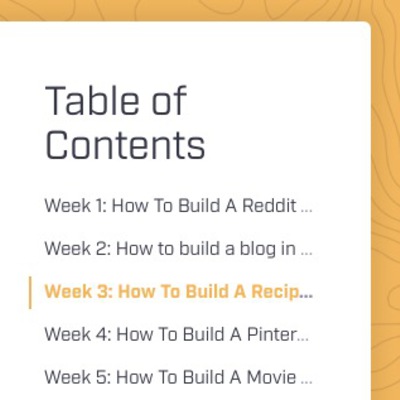 Table of
Contents
Week 1: How To Build A Reddit ...
Week 2: How to build a blog in ...
Week 3: How To Build A Recip...
Week 4: How To Build A Pinter...
Week 5: How To Build A Movie ...